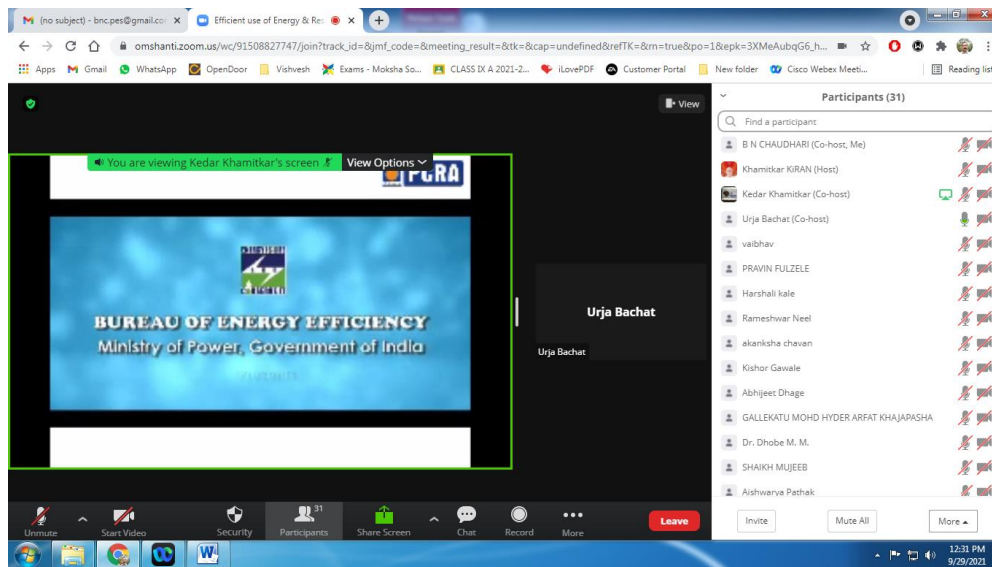 (no subject) - bnc.pes@gmail.co
Efficient use of Energy & Re
omshanti.zoom.us/wc/91508827747/join?track_id=&jmf_code=&meeting_result=&tk=&cap=undefined&refTK=&rn=true&po=1&epk=3XMeAubqG6_h...
Apps Gmail WhatsApp OpenDoor Vishvesh Exams - Moksha So... CLASS IX A 2021-2... iLovePDF Customer Portal New folder Cisco Webex Meeti... Reading list
View
You are viewing Kedar Khamitkar's screen View Options
PCRA
BUREAU OF ENERGY EFFICIENCY
Ministry of Power, Government of India
Urja Bachat
Urja Bachat
Participants (31)
Find a participant
B N CHAUDHARI (Co-host, Me)
Khamitkar KiRAN (Host)
Kedar Khamitkar (Co-host)
Urja Bachat (Co-host)
vaibhav
PRAVIN FULZELE
Harshali kale
Rameshwar Neel
akanksha chavan
Kishor Gawale
Abhijeet Dhage
GALLEKATU MOHD HYDER ARFAT KHAJAPASHA
Dr. Dhobe M. M.
SHAIKH MUJEEB
Aishwarya Pathak
Unmute Start Video Security Participants 31 Share Screen Chat Record More Leave
Invite Mute All More
12:31 PM
9/29/2021